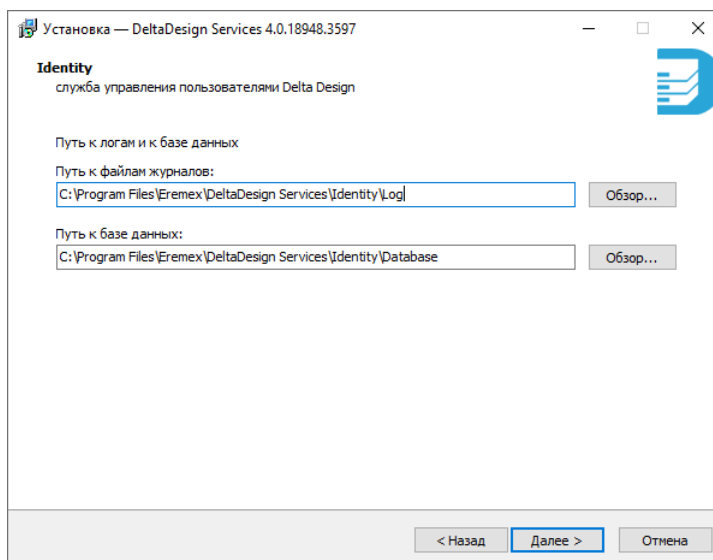 Установка — DeltaDesign Services 4.0.18948.3597
Identity
служба управления пользователями Delta Design
Путь к логам и к базе данных
Путь к файлам журналов:
C:\Program Files\Eremex\DeltaDesign Services\Identity\Log
Обзор...
Путь к базе данных:
C:\Program Files\Eremex\DeltaDesign Services\Identity\Database
Обзор...
< Назад
Далее >
Отмена